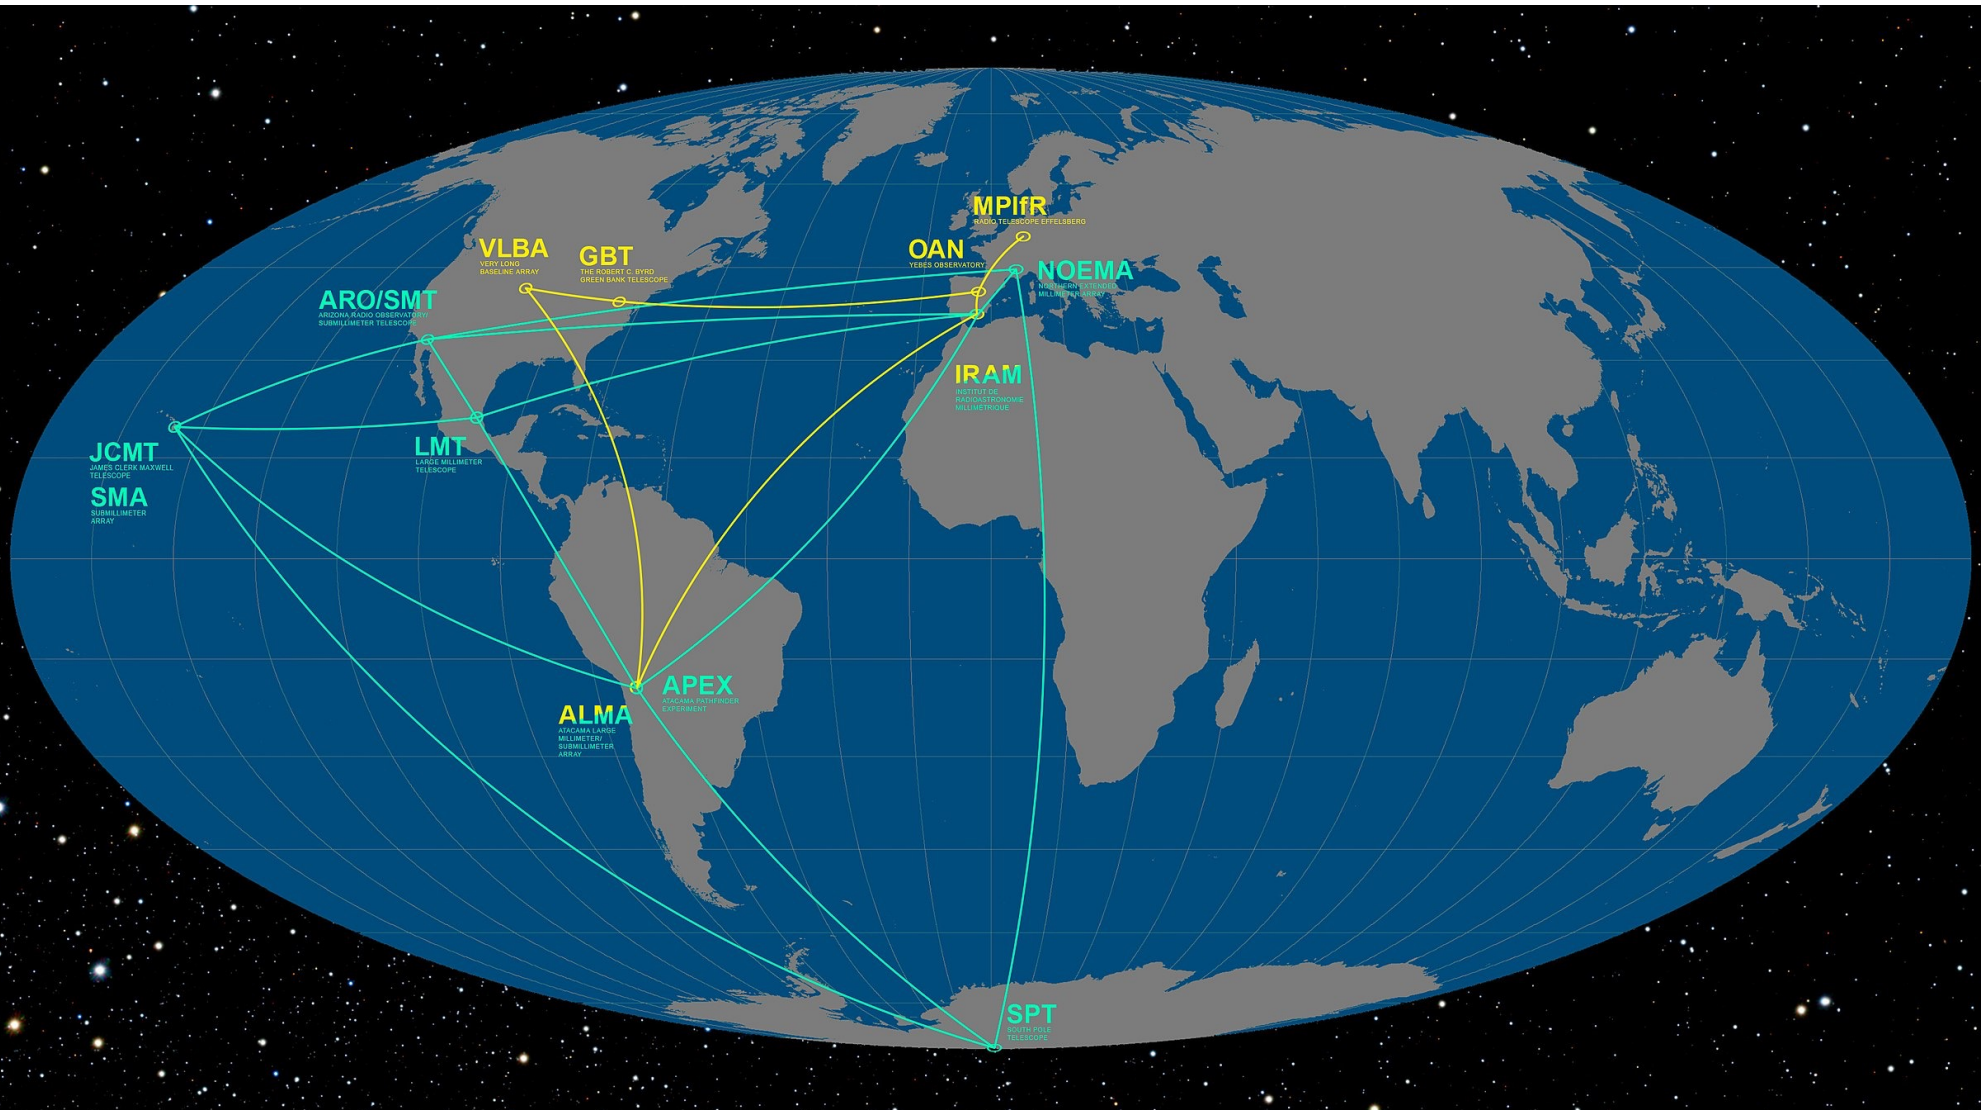 MPIfR
RADIO TELESCOPE EFFELSBERG
VLBA
VERY LONG
BASELINE ARRAY
GBT
THE ROBERT C. BYRD
GREEN BANK TELESCOPE
OAN
YEBES OBSERVATORY
NOEMA
NORTHERN EXTENDED
MILLIMETER ARRAY
ARO/SMT
ARIZONA RADIO OBSERVATORY/
SUBMILLIMETER TELESCOPE
IRAM
INSTITUT DE
RADIOASTRONOMIE
MILLIMETRIQUE
JCMT
JAMES CLERK MAXWELL
TELESCOPE
SMA
SUBMILLIMETER
ARRAY
LMT
LARGE MILLIMETER
TELESCOPE
APEX
ATACAMA PATHFINDER
EXPERIMENT
ALMA
ATACAMA LARGE
MILLIMETER/
SUBMILLIMETER
ARRAY
SPT
SOUTH POLE
TELESCOPE